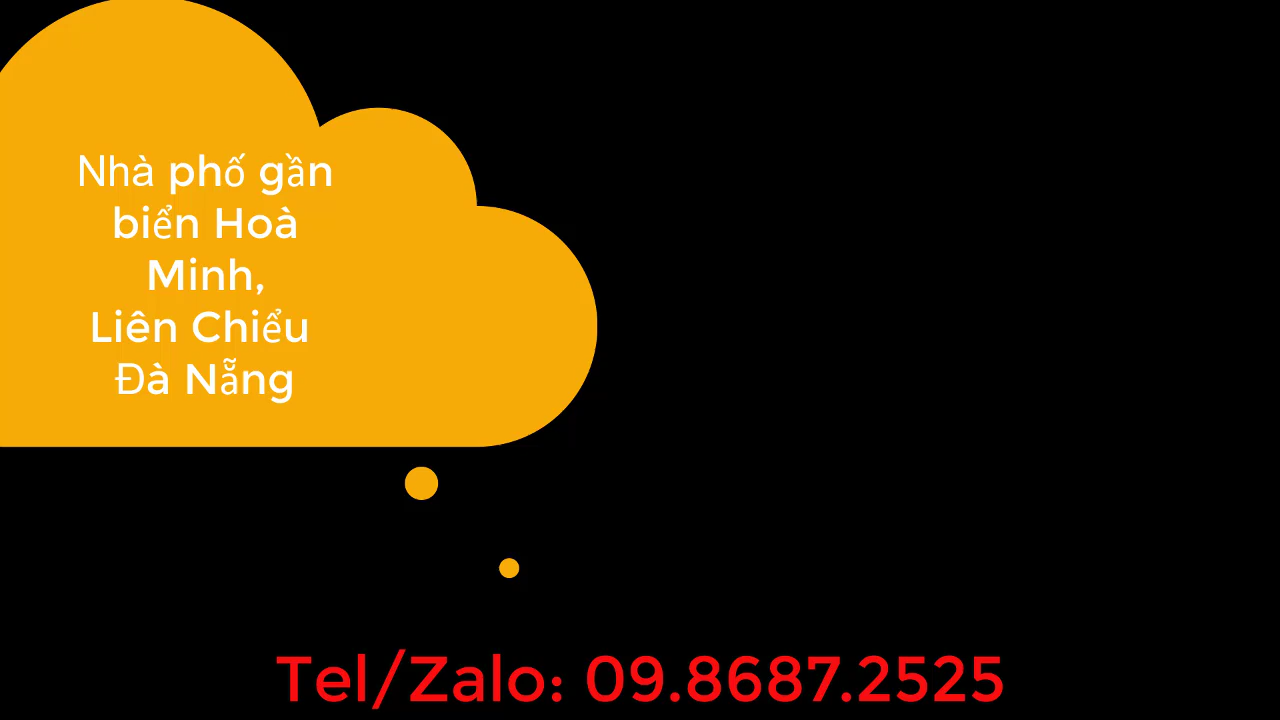 Nhà phố gần
biển Hoà
Minh,
Liên Chiểu
Đà Nẵng
Tel/Zalo: 09.8687.2525